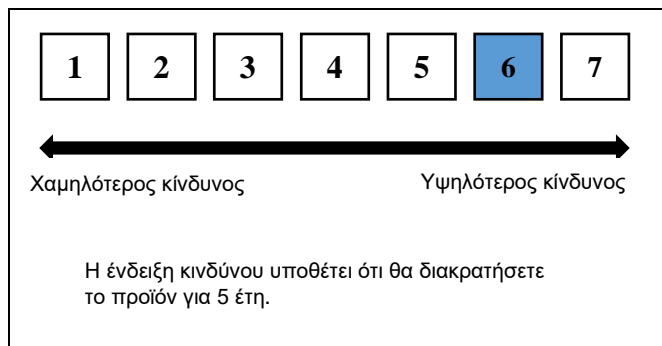 1 2 3 4 5 6 7
Χαμηλότερος κίνδυνος Υψηλότερος κίνδυνος
Η ένδειξη κινδύνου υποθέτει ότι θα διακρατήσετε
το προϊόν για 5 έτη.